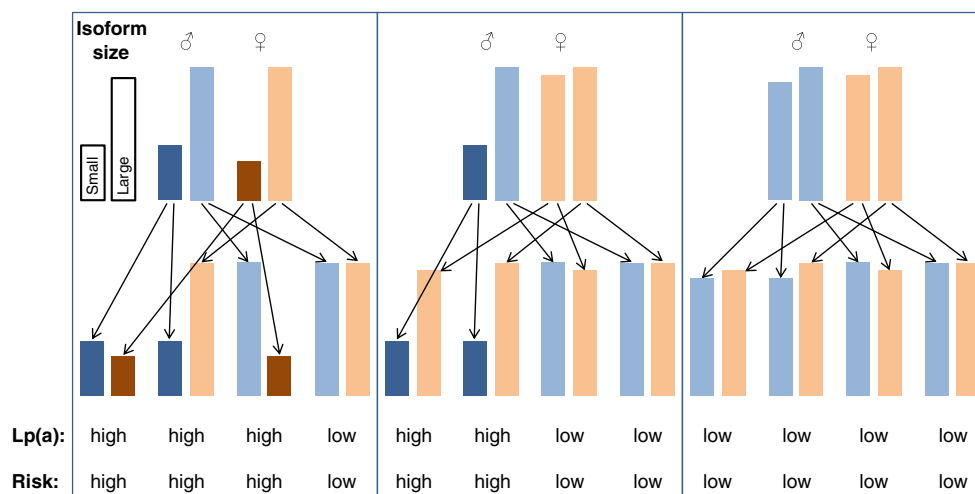 Isoform
size
♂ ♀ ♂ ♀ ♂ ♀
Small
Large
Lp(a): high high high low high high low low low low low low
Risk: high high high low high high low low low low low low